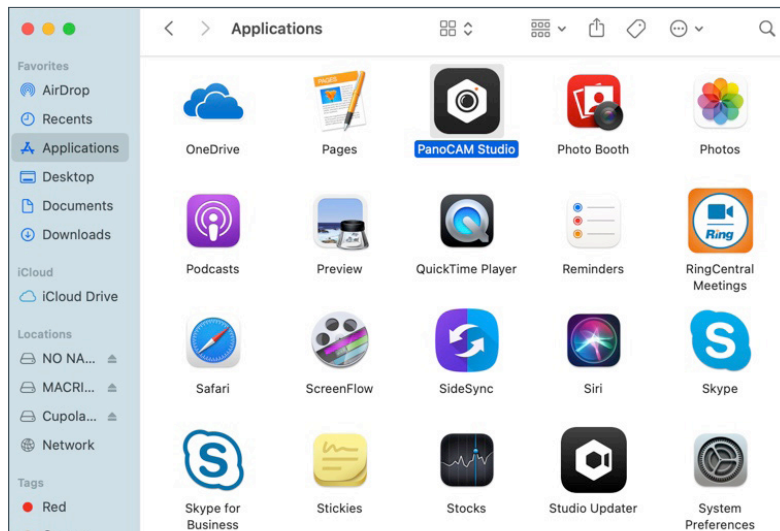 Applications
Favorites
AirDrop
Recents
Applications
Desktop
Documents
Downloads
iCloud
iCloud Drive
Locations
NO NA...
MACRI...
Cupola...
Network
Tags
Red
OneDrive
PAGES
Pages
PanoCAM Studio
Photo Booth
Photos
Podcasts
Preview
QuickTime Player
Reminders
Ring
RingCentral
Meetings
Safari
ScreenFlow
SideSync
Siri
S
Skype
S
Skype for
Business
Stickies
Stocks
Studio Updater
System
Preferences